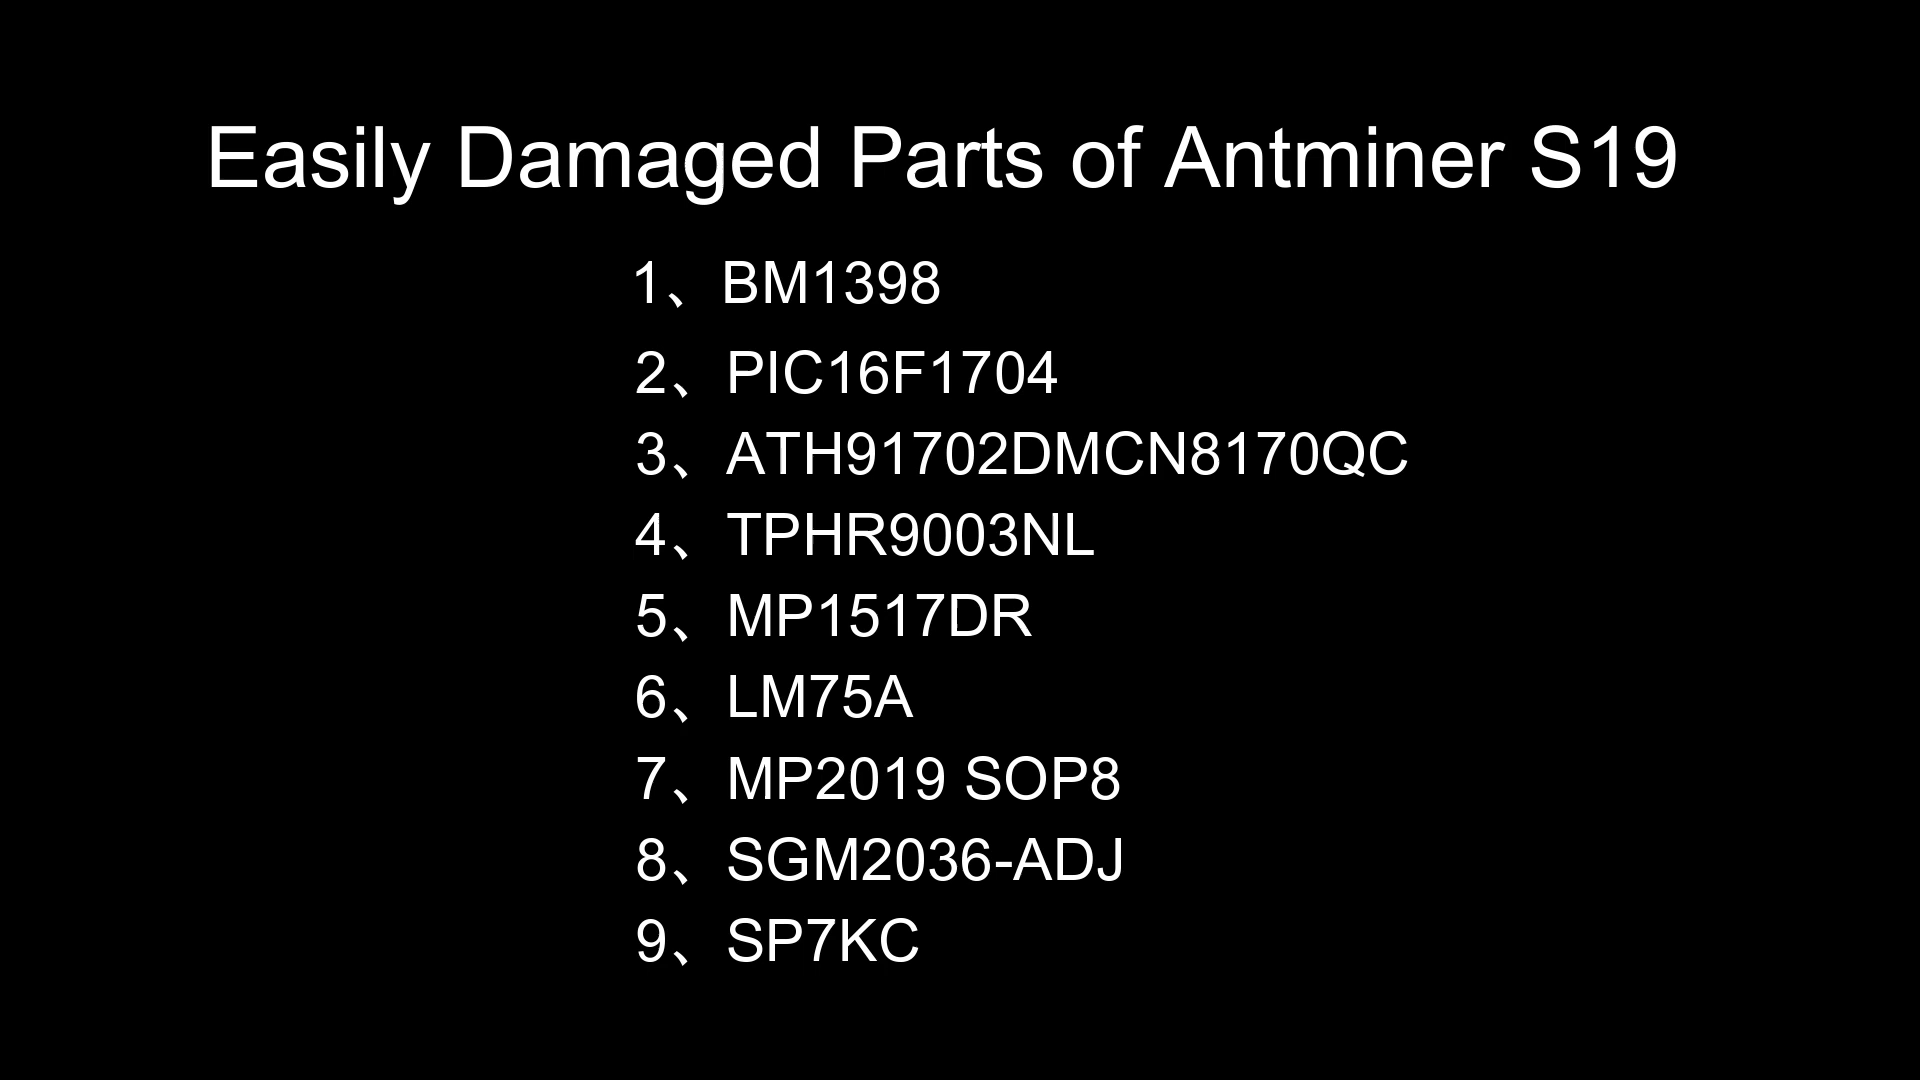 Easily Damaged Parts of Antminer S19
1、BM1398
2、PIC16F1704
3、ATH91702DMCN8170QC
4、TPHR9003NL
5、MP1517DR
6、LM75A
7、MP2019 SOP8
8、SGM2036-ADJ
9、SP7KC